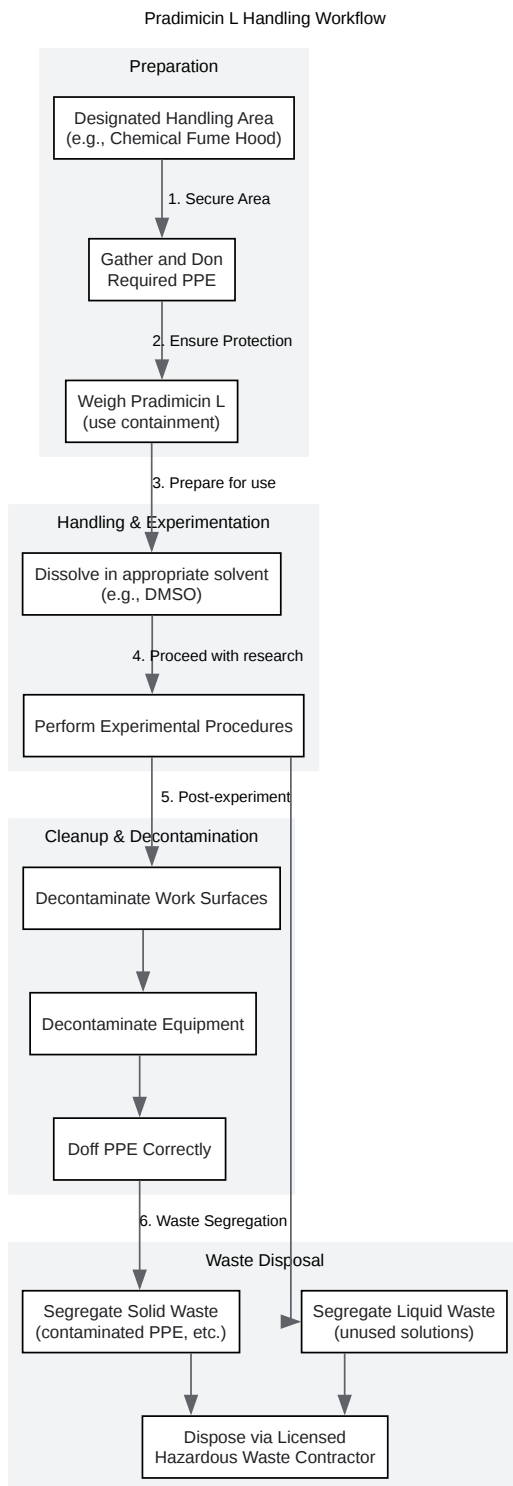 Pradimicin L Handling Workflow
Preparation
Designated Handling Area
(e.g., Chemical Fume Hood)
1. Secure Area
Gather and Don
Required PPE
2. Ensure Protection
Weigh Pradimicin L
(use containment)
3. Prepare for use
Handling & Experimentation
Dissolve in appropriate solvent
(e.g., DMSO)
4. Proceed with research
Perform Experimental Procedures
5. Post-experiment
Cleanup & Decontamination
Decontaminate Work Surfaces
Decontaminate Equipment
Doff PPE Correctly
6. Waste Segregation
Waste Disposal
Segregate Solid Waste
(contaminated PPE, etc.)
Segregate Liquid Waste
(unused solutions)
Dispose via Licensed
Hazardous Waste Contractor